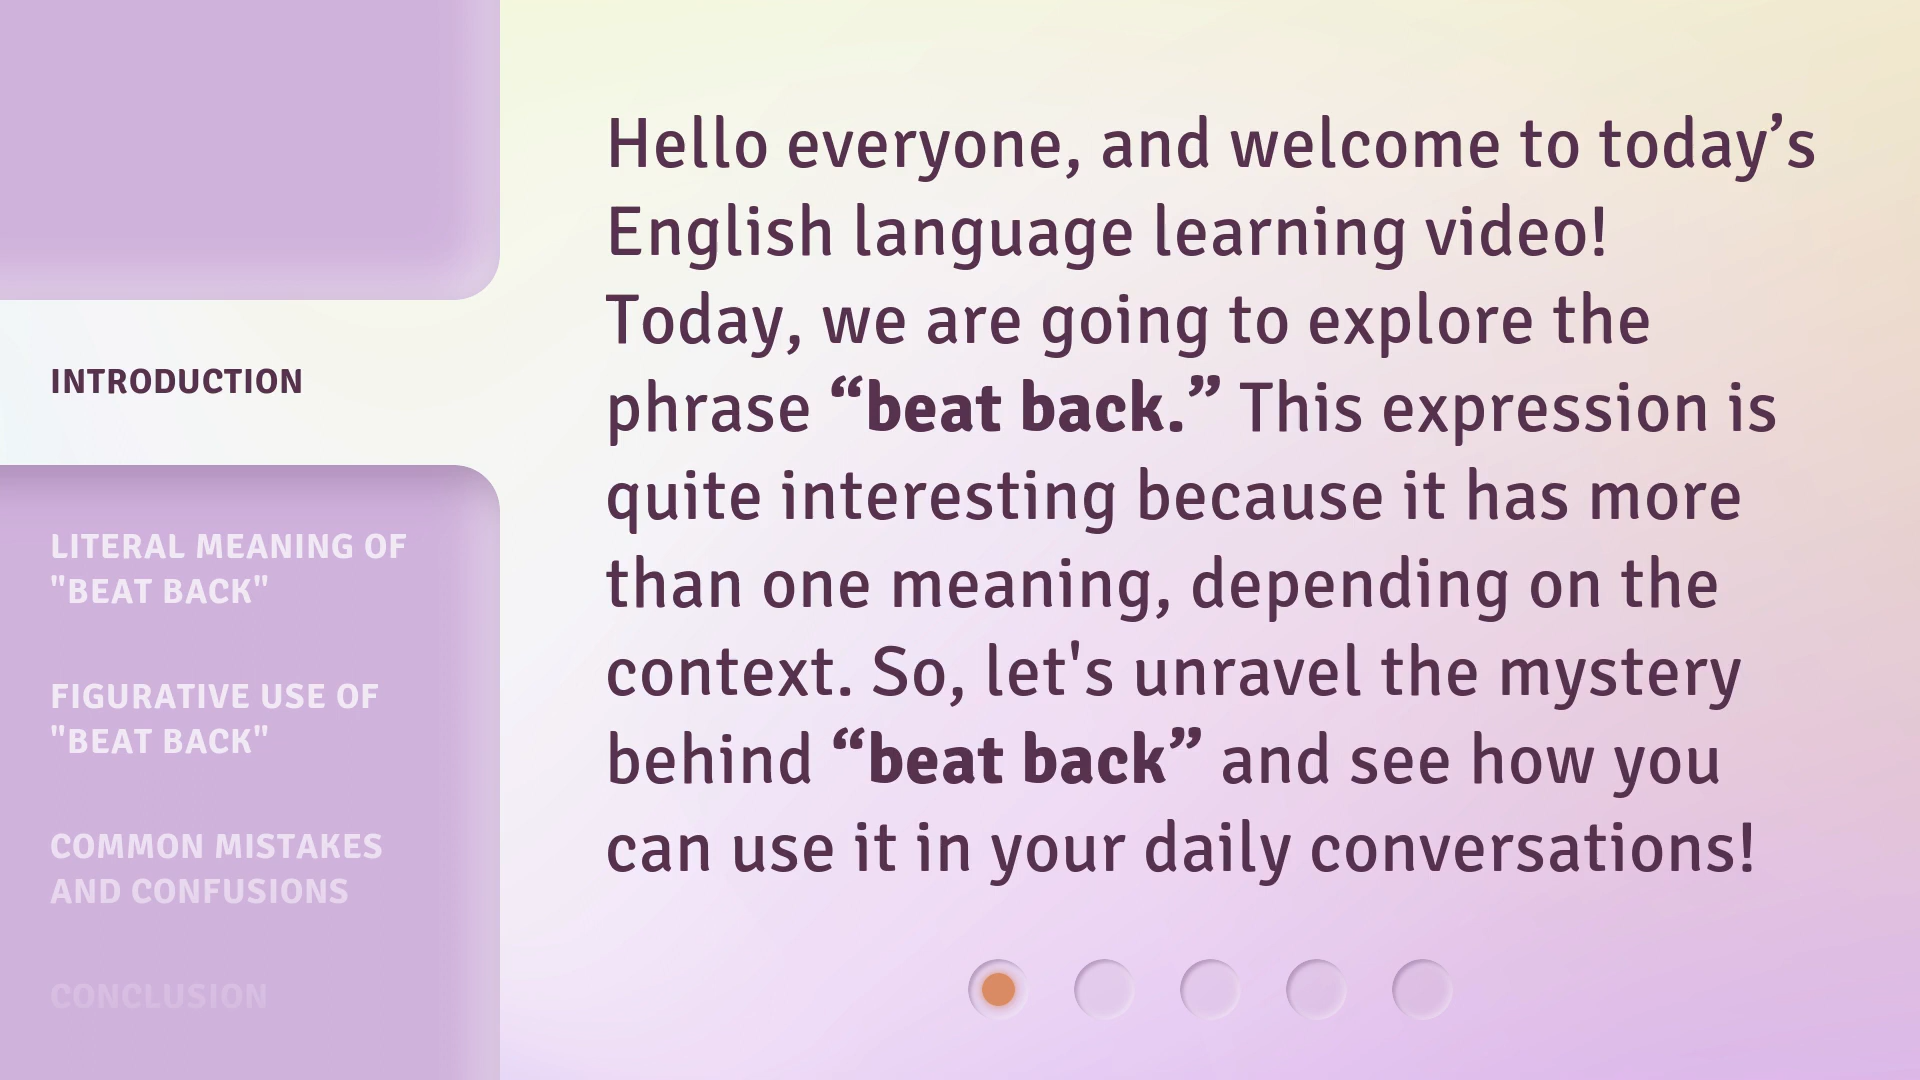 INTRODUCTION
LITERAL MEANING OF
"BEAT BACK"
FIGURATIVE USE OF
"BEAT BACK"
COMMON MISTAKES
AND CONFUSIONS
CONCLUSION
Hello everyone, and welcome to today’s
English language learning video!
Today, we are going to explore the
phrase “beat back.” This expression is
quite interesting because it has more
than one meaning, depending on the
context. So, let's unravel the mystery
behind “beat back” and see how you
can use it in your daily conversations!